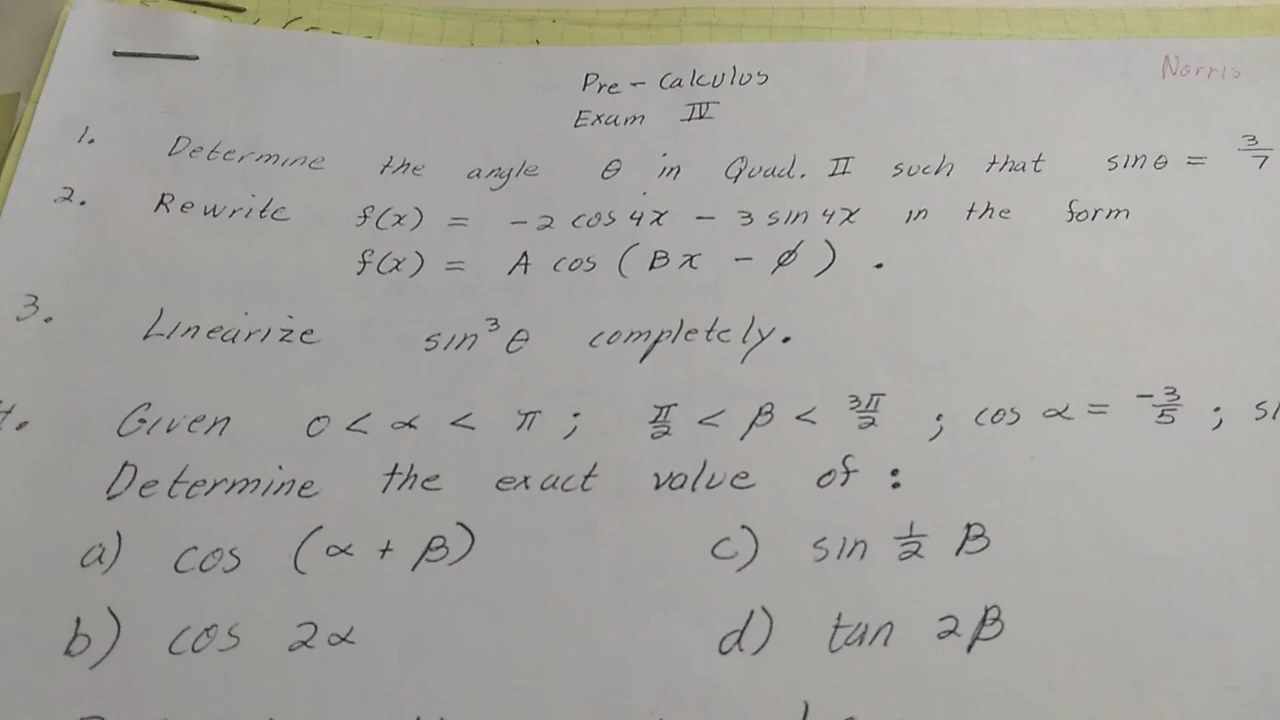 Norris
Pre-Calculus
Exam IV
1. Determine the angle θ in Quad. II such that sin θ = 3/7
2. Rewrite f(x) = -2 cos 4x - 3 sin 4x in the form
f(x) = A cos (Bx - ϕ).
3. Linearize sin³ θ completely.
Given 0 < α < π ; π/2 < β < 3π/2 ; cos α = -3/5 ;
Determine the exact value of :
a) cos (α + β) c) sin 1/2 β
b) cos 2α d) tan 2β